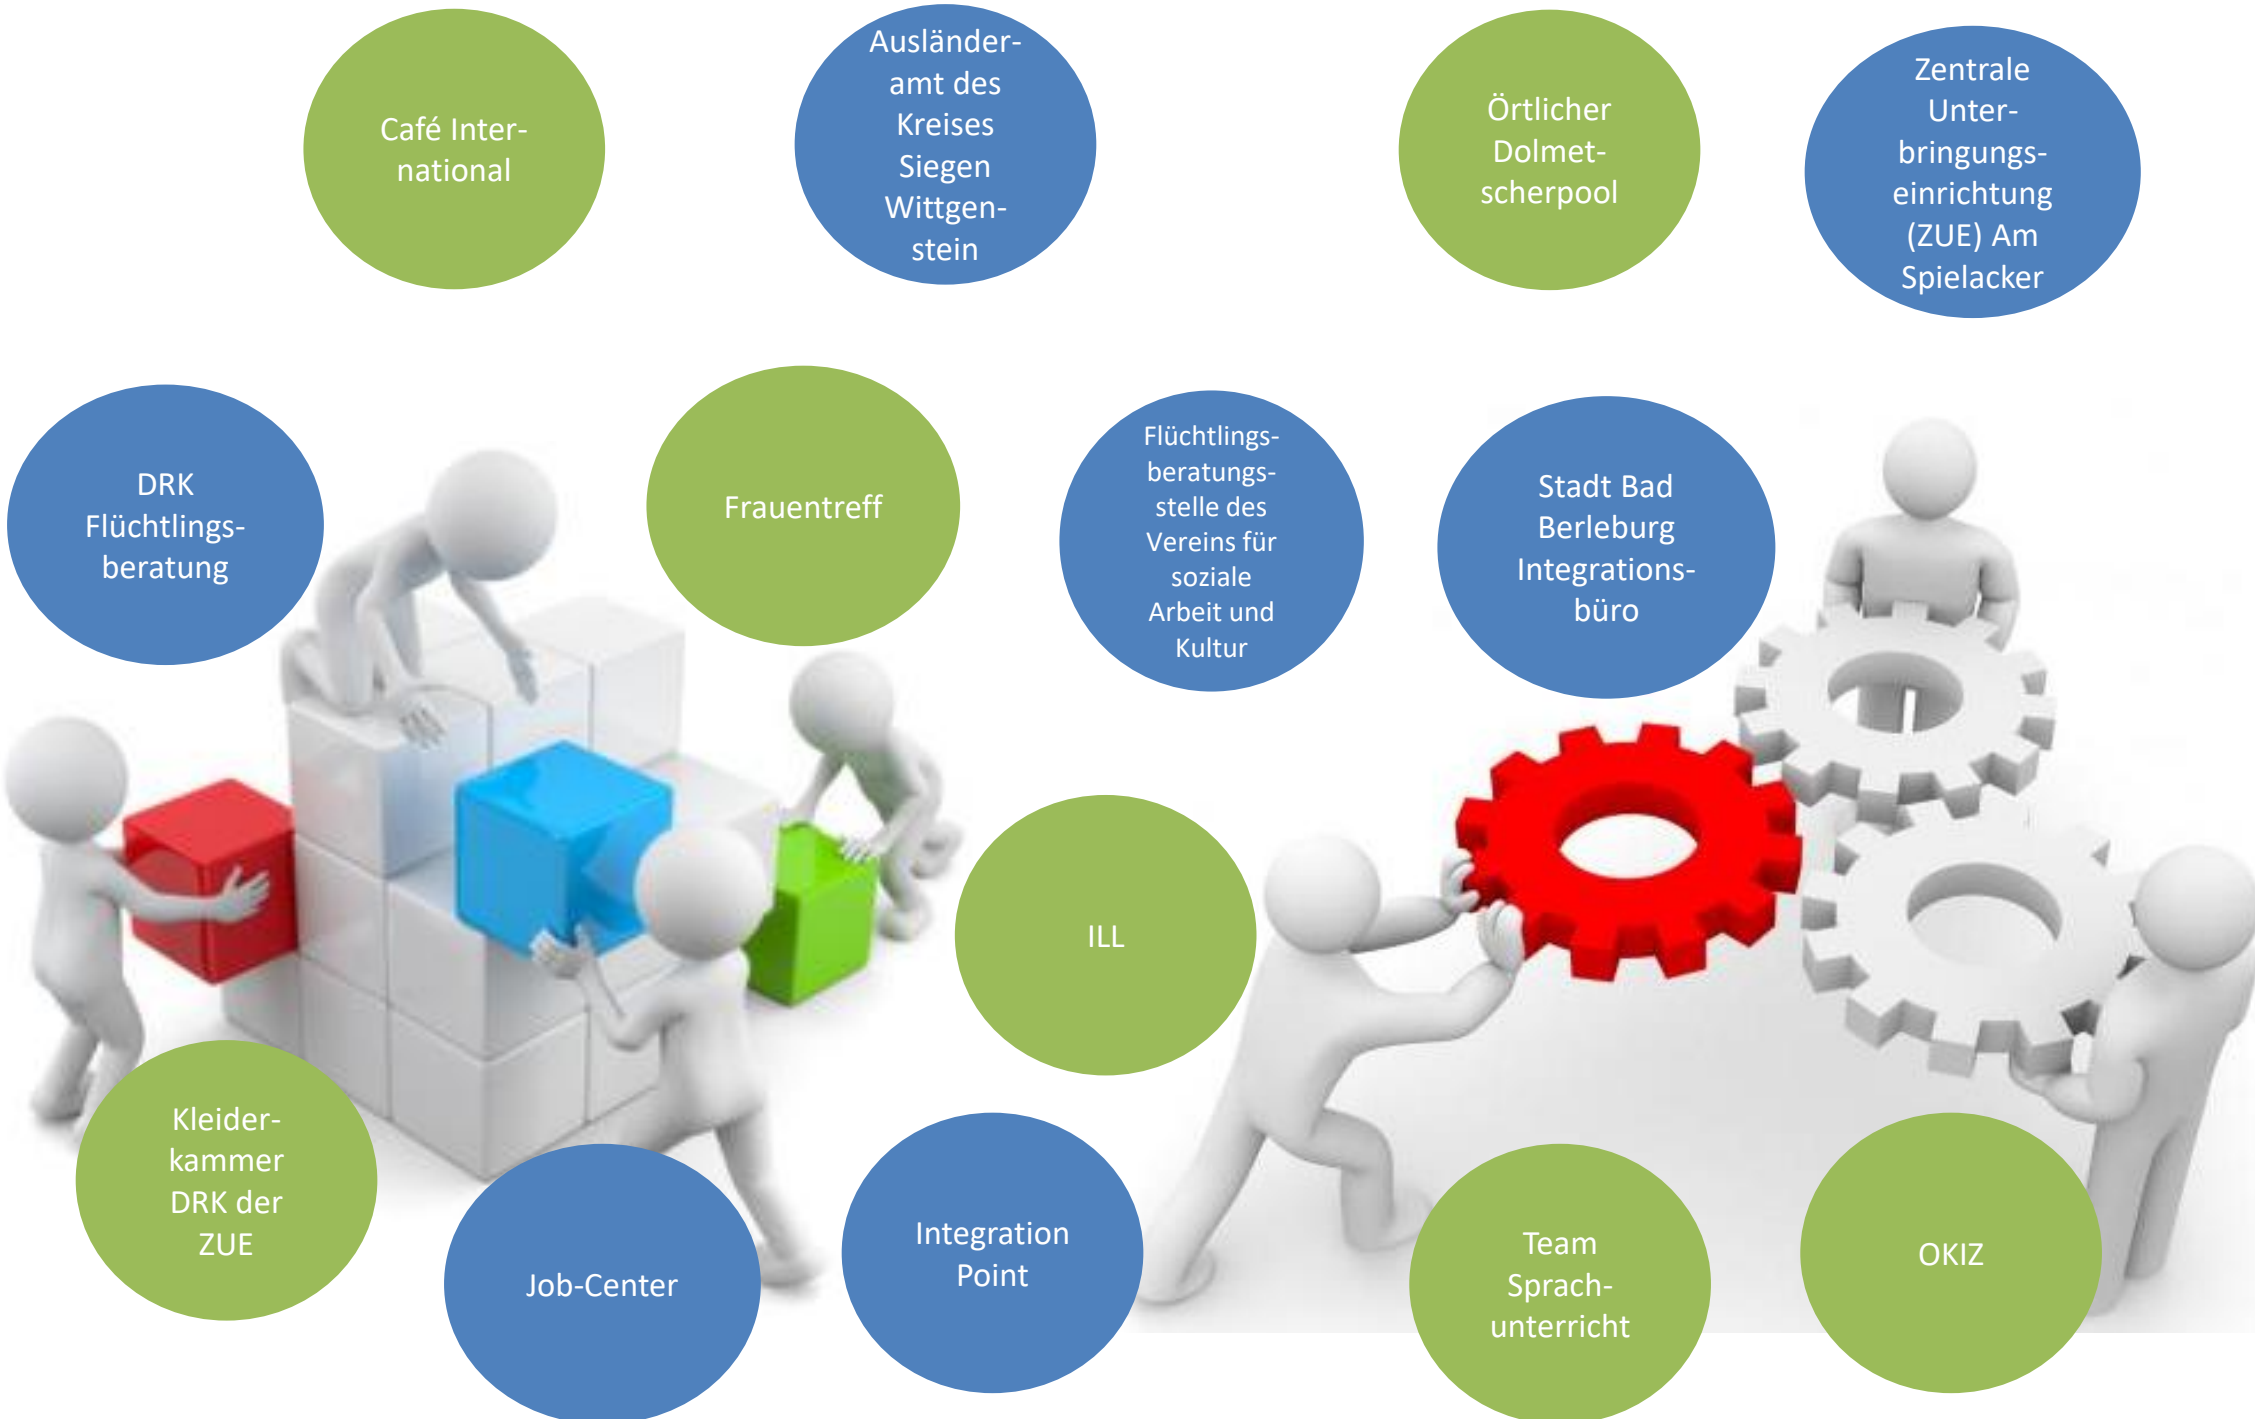 Café Inter-
national
Ausländer-
amt des
Kreises
Siegen
Wittgen-
stein
Örtlicher
Dolmet-
scherpool
Zentrale
Unter-
bringungs-
einrichtung
(ZUE) Am
Spielacker
DRK
Flüchtlings-
beratung
Frauentreff
Flüchtlings-
beratungs-
stelle des
Vereins für
soziale
Arbeit und
Kultur
Stadt Bad
Berleburg
Integrations-
büro
ILL
Kleider-
kammer
DRK der
ZUE
Job-Center
Integration
Point
Team
Sprach-
unterricht
OKIZ